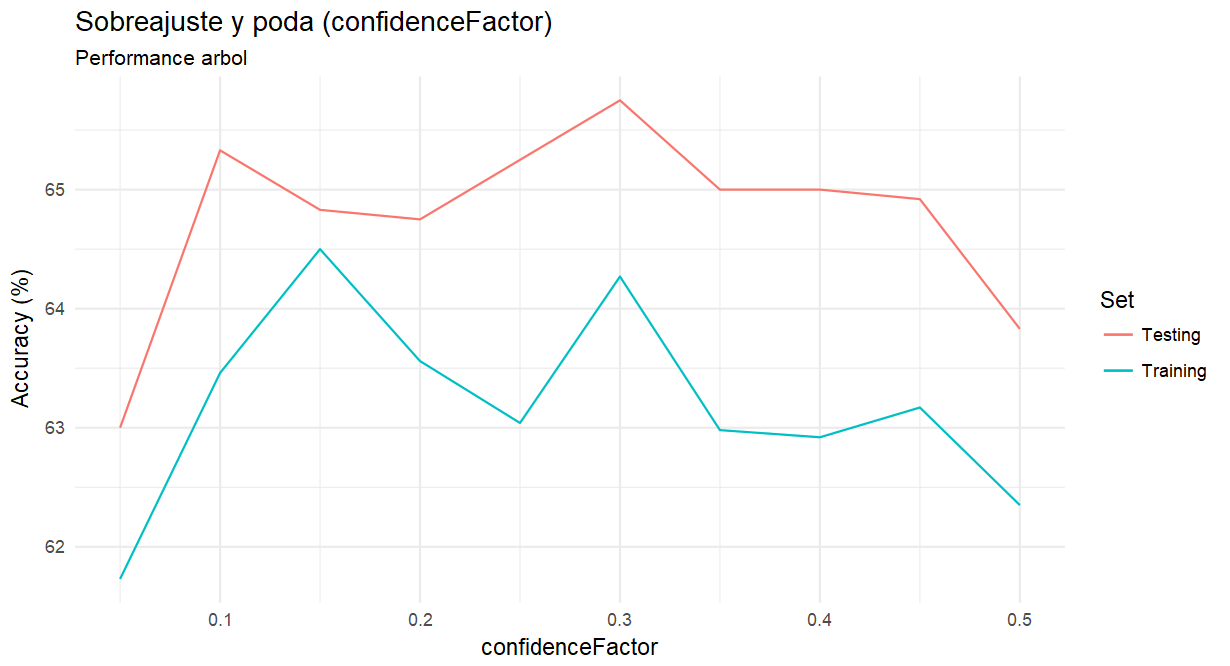 Sobreajuste y poda (confidenceFactor)
Performance arbol
Accuracy (%)
65
64
63
62
0.1 0.2 0.3 0.4 0.5
confidenceFactor
Set
Testing
Training